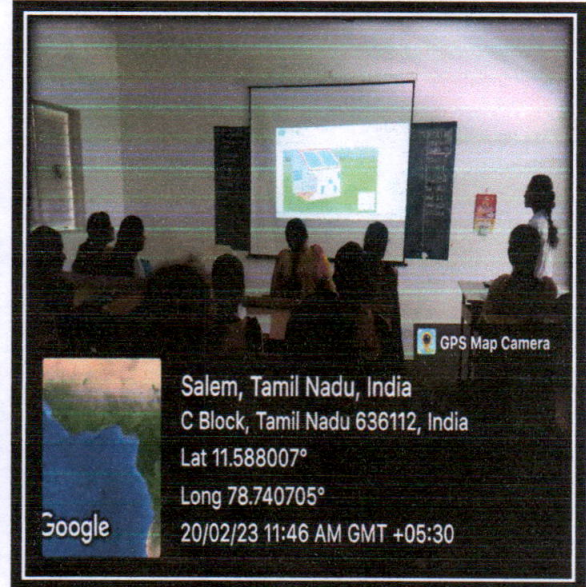 GPS Map Camera
Salem, Tamil Nadu, India
C Block, Tamil Nadu 636112, India
Lat 11.588007°
Long 78.740705°
Google
20/02/23 11:46 AM GMT +05:30